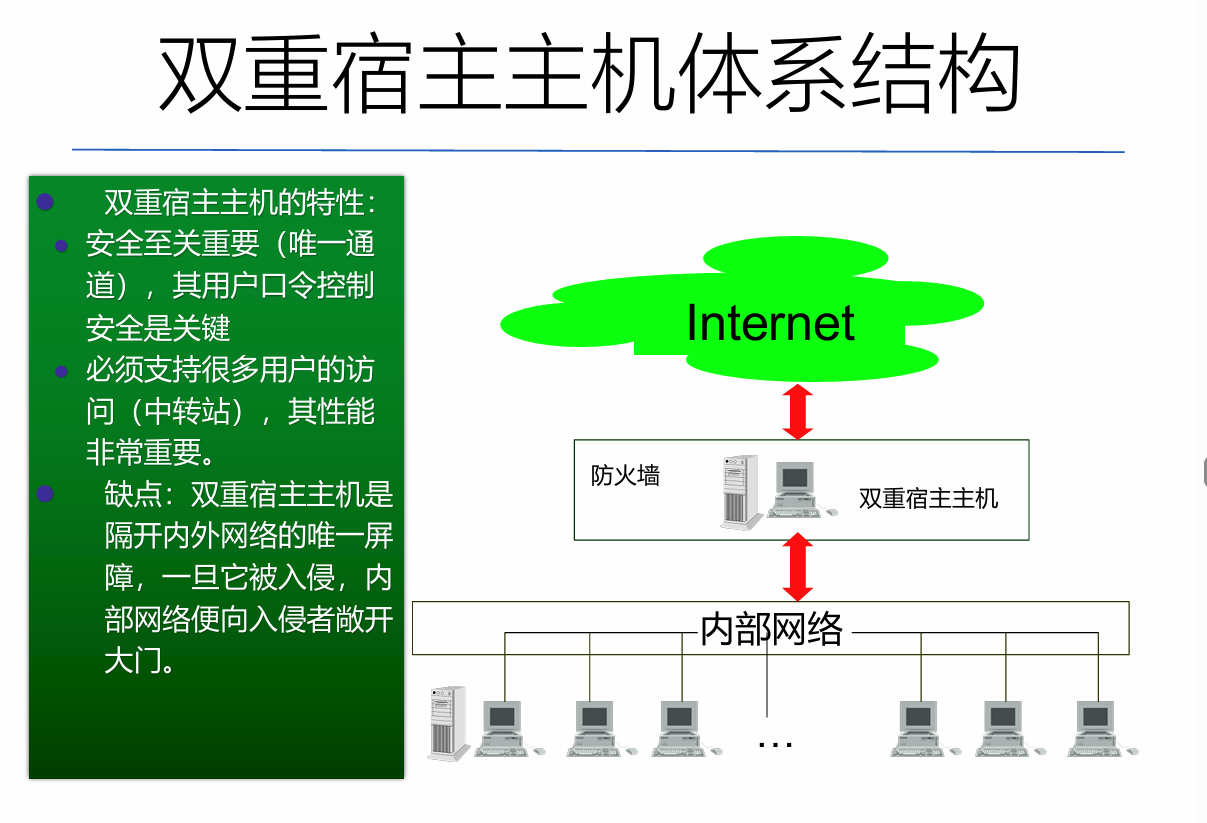 双重宿主主机体系结构
双重宿主主机的特性：
安全至关重要（唯一通
道），其用户口令控制
安全是关键
必须支持很多用户的访
问（中转站），其性能
非常重要。
缺点：双重宿主主机是
隔开内外网络的唯一屏
障，一旦它被入侵，内
部网络便向入侵者敞开
大门。
Internet
防火墙
双重宿主主机
内部网络
…